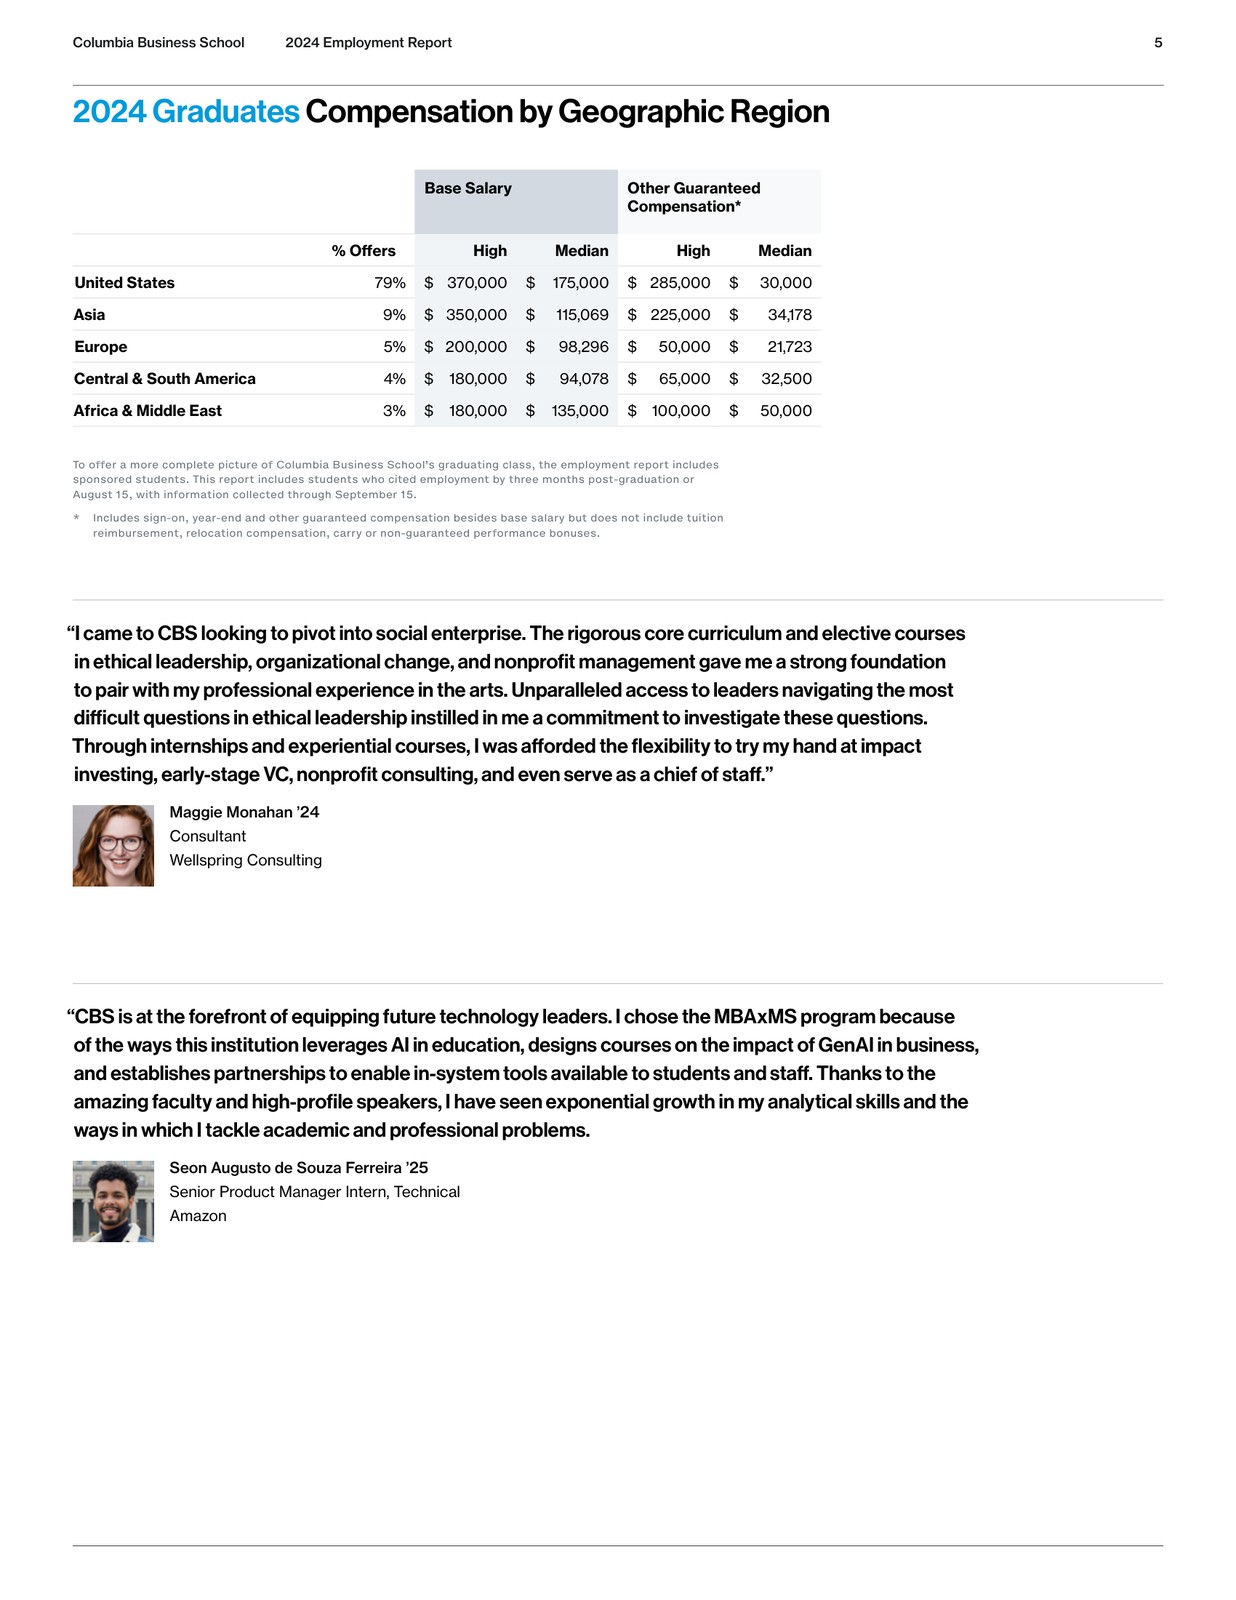 Columbia Business School 2024 Employment Report 5
2024 Graduates Compensation by Geographic Region
Base Salary Other Guaranteed
Compensation*
% Offers High Median High Median
United States 79% $ 370,000 $ 175,000 $ 285,000 $ 30,000
Asia 9% $ 350,000 $ 115,069 $ 225,000 $ 34,178
Europe 5% $ 200,000 $ 98,296 $ 50,000 $ 21,723
Central & South America 4% $ 180,000 $ 94,078 $ 65,000 $ 32,500
Africa & Middle East 3% $ 180,000 $ 135,000 $ 100,000 $ 50,000
To offer a more complete picture of Columbia Business School’s graduating class, the employment report includes
sponsored students. This report includes students who cited employment by three months post-graduation or
August 15, with information collected through September 15.
* Includes sign-on, year-end and other guaranteed compensation besides base salary but does not include tuition
reimbursement, relocation compensation, carry or non-guaranteed performance bonuses.
“I came to CBS looking to pivot into social enterprise. The rigorous core curriculum and elective courses
in ethical leadership, organizational change, and nonprofit management gave me a strong foundation
to pair with my professional experience in the arts. Unparalleled access to leaders navigating the most
difficult questions in ethical leadership instilled in me a commitment to investigate these questions.
Through internships and experiential courses, I was afforded the flexibility to try my hand at impact
investing, early-stage VC, nonprofit consulting, and even serve as a chief of staff.”
Maggie Monahan ’24
Consultant
Wellspring Consulting
“CBS is at the forefront of equipping future technology leaders. I chose the MBAxMS program because
of the ways this institution leverages AI in education, designs courses on the impact of GenAI in business,
and establishes partnerships to enable in-system tools available to students and staff. Thanks to the
amazing faculty and high-profile speakers, I have seen exponential growth in my analytical skills and the
ways in which I tackle academic and professional problems.
Seon Augusto de Souza Ferreira ’25
Senior Product Manager Intern, Technical
Amazon